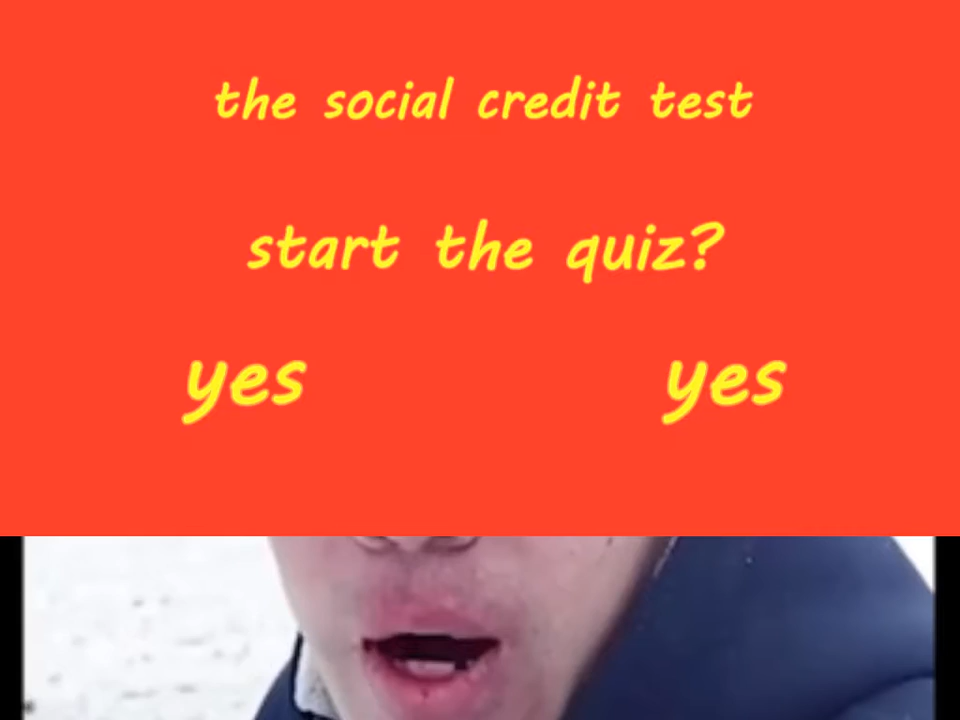 the social credit test
start the quiz?
yes yes